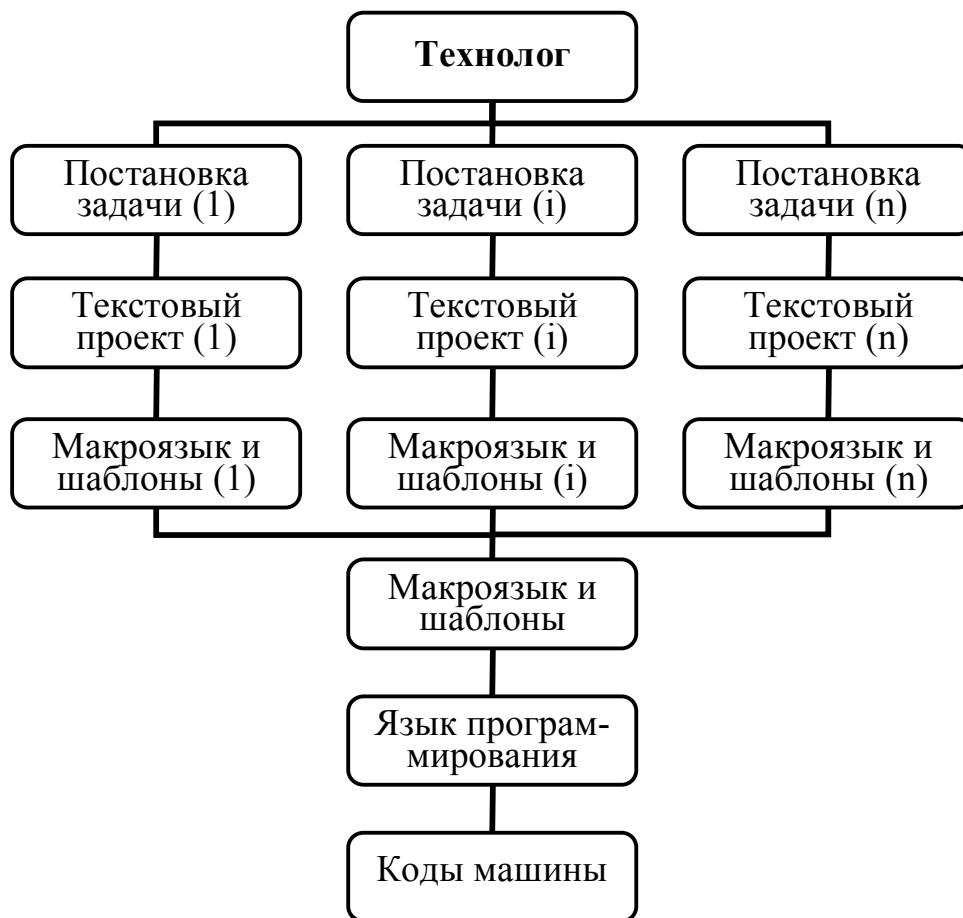 Технолог
Постановка
задачи (1)
Постановка
задачи (i)
Постановка
задачи (n)
Текстовый
проект (1)
Текстовый
проект (i)
Текстовый
проект (n)
Макроязык и
шаблоны (1)
Макроязык и
шаблоны (i)
Макроязык и
шаблоны (n)
Макроязык и
шаблоны
Язык програм-
мирования
Коды машины